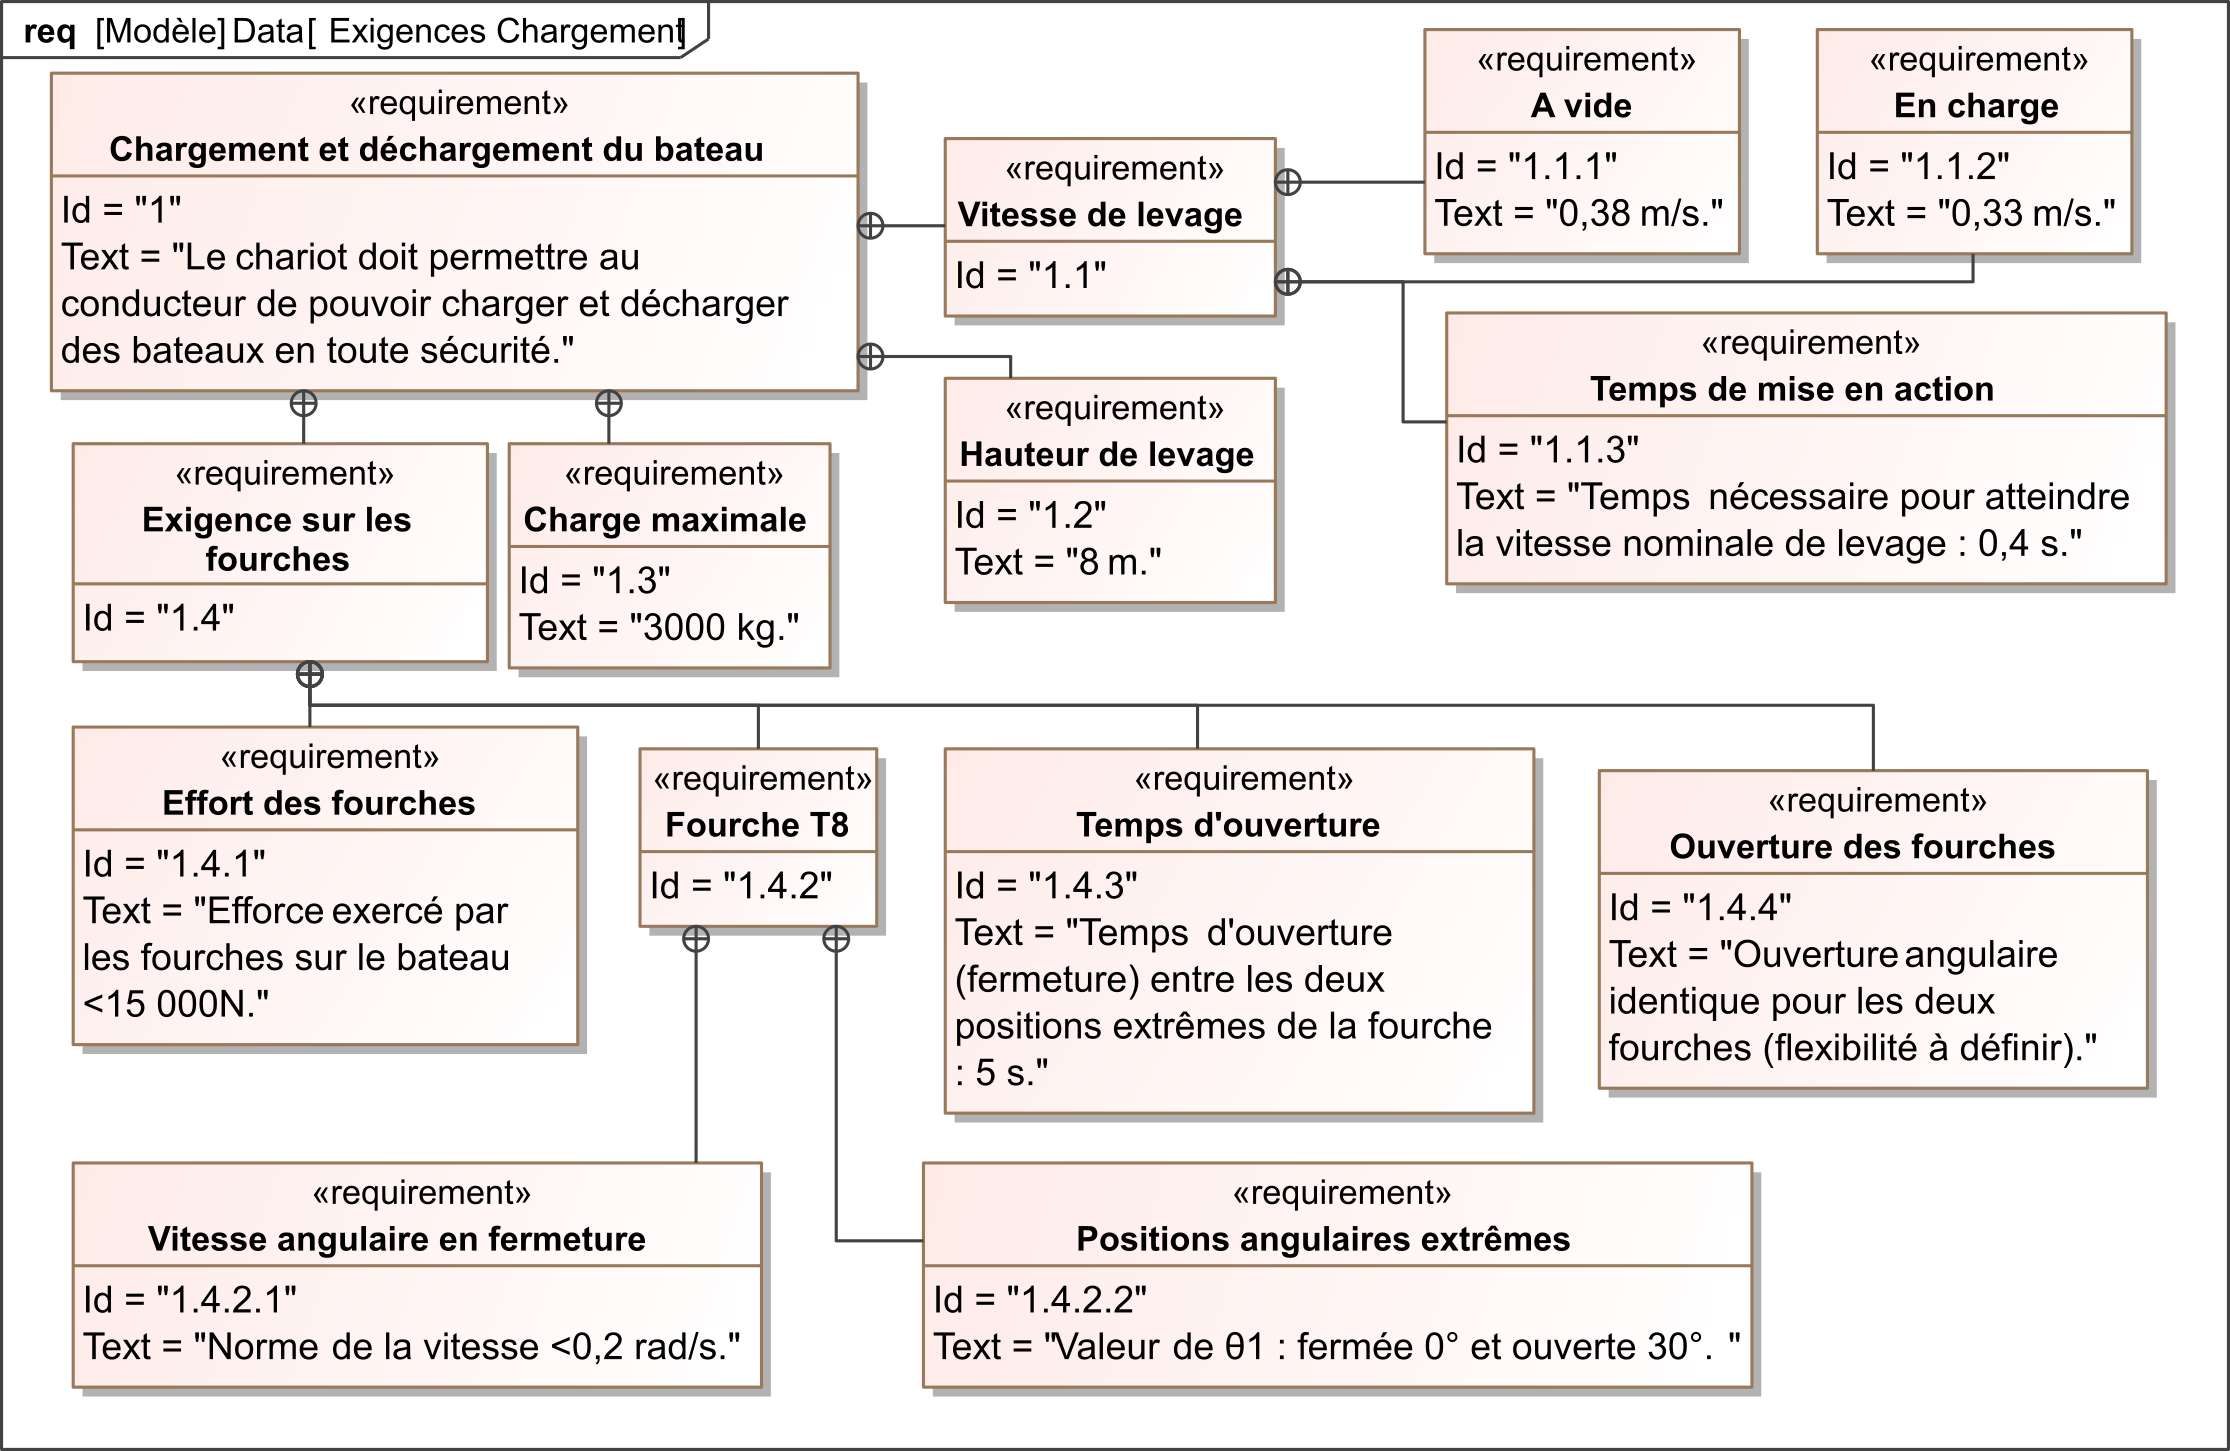 req [Modèle] Data[ Exigences Chargement]
«requirement»
Chargement et déchargement du bateau
Id = "1"
Text = "Le chariot doit permettre au
conducteur de pouvoir charger et décharger
des bateaux en toute sécurité."
«requirement»
Vitesse de levage
Id = "1.1"
«requirement»
A vide
Id = "1.1.1"
Text = "0,38 m/s."
«requirement»
En charge
Id = "1.1.2"
Text = "0,33 m/s."
«requirement»
Temps de mise en action
Id = "1.1.3"
Text = "Temps nécessaire pour atteindre
la vitesse nominale de levage : 0,4 s."
«requirement»
Hauteur de levage
Id = "1.2"
Text = "8 m."
«requirement»
Exigence sur les
fourches
Id = "1.4"
«requirement»
Charge maximale
Id = "1.3"
Text = "3000 kg."
«requirement»
Effort des fourches
Id = "1.4.1"
Text = "Efforce exercé par
les fourches sur le bateau
<15 000N."
«requirement»
Fourche T8
Id = "1.4.2"
«requirement»
Temps d'ouverture
Id = "1.4.3"
Text = "Temps d'ouverture
(fermeture) entre les deux
positions extrêmes de la fourche
: 5 s."
«requirement»
Ouverture des fourches
Id = "1.4.4"
Text = "Ouverture angulaire
identique pour les deux
fourches (flexibilité à définir)."
«requirement»
Vitesse angulaire en fermeture
Id = "1.4.2.1"
Text = "Norme de la vitesse <0,2 rad/s."
«requirement»
Positions angulaires extrêmes
Id = "1.4.2.2"
Text = "Valeur de θ1 : fermée 0° et ouverte 30°. "